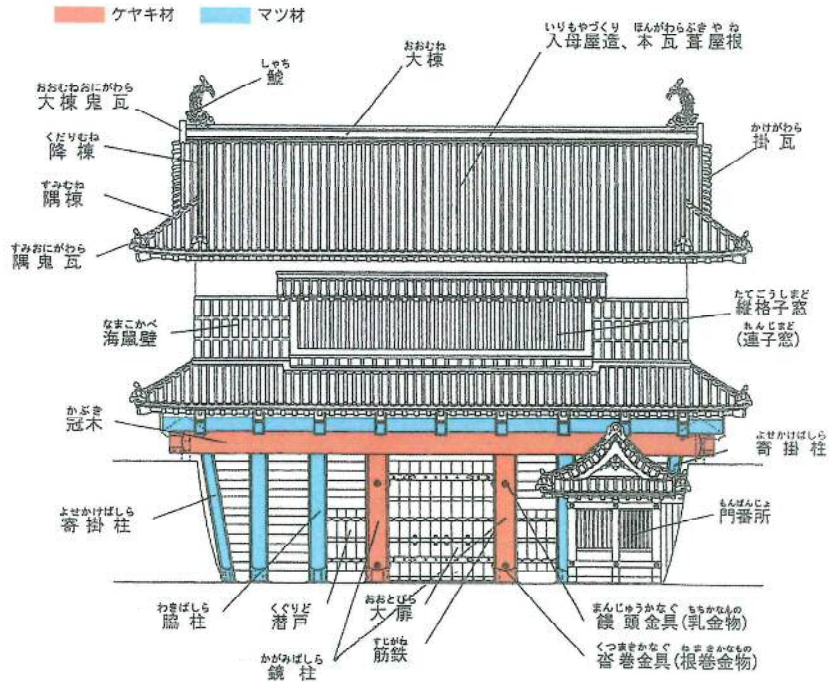 ケヤキ材 マツ材
いりもやづくり ほんがわらぶきやね
入母屋造、本瓦葺屋根
おおむね
大棟
しゃち
鯱
おおむねおにがわら
大棟鬼瓦
くだりむね
降棟
かけがわら
掛瓦
すみむね
隅棟
すみおにがわら
隅鬼瓦
たてこうしまど
縦格子窓
れんじまど
(連子窓)
なまこかべ
海鼠壁
かぶき
冠木
よせかけばしら
寄掛柱
よせかけばしら
寄掛柱
もんばんじょ
門番所
わきばしら
脇柱
くぐりど
潜戸
おおとびら
大扉
すじがね
筋鉄
かがみばしら
鏡柱
まんじゅうかなぐ ちちかなもの
饅頭金具(乳金物)
くつまきかなぐ ねまきかなもの
沓巻金具(根巻金物)